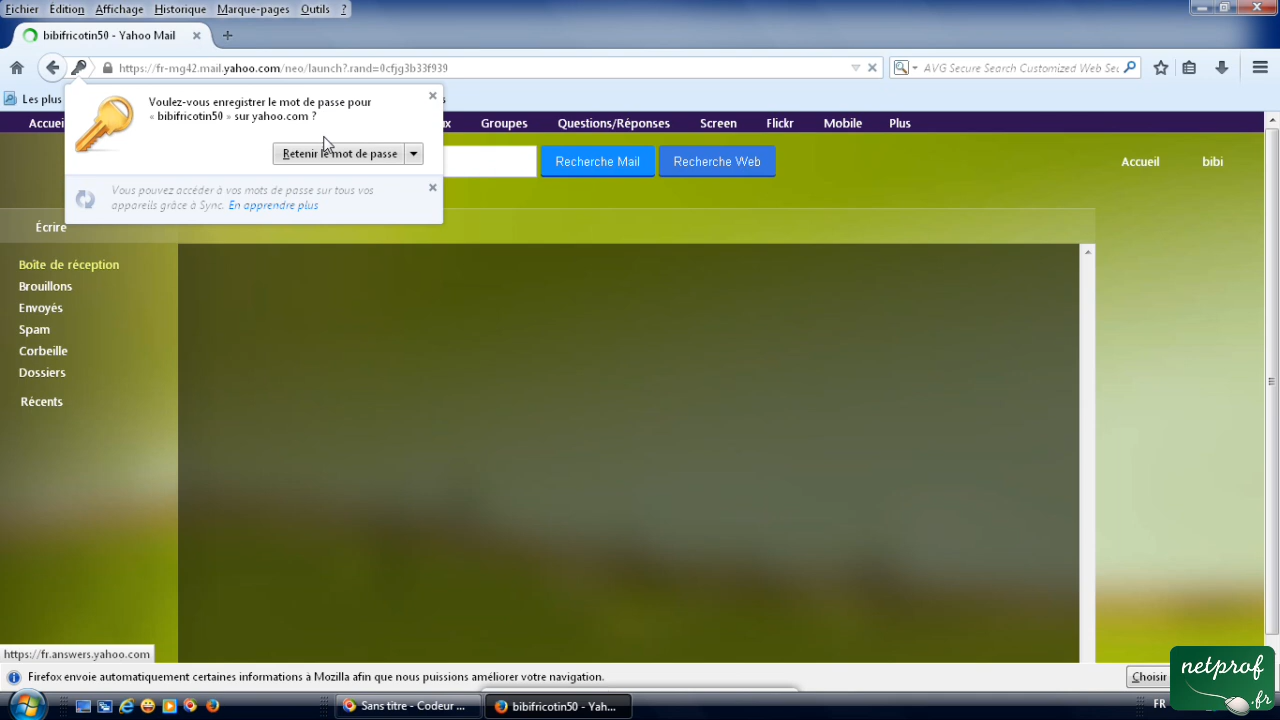 Fichier Édition Affichage Historique Marque-pages Outils ?
bibifricotin50 - Yahoo Mail
https://fr-mg42.mail.yahoo.com/neo/launch?.rand=0cfjg3b33f939
AVG Secure Search Customized Web Sec
Les plus
Voulez-vous enregistrer le mot de passe pour
« bibifricotin50 » sur yahoo.com ?
Retenir le mot de passe
Vous pouvez accéder à vos mots de passe sur tous vos
appareils grâce à Sync. En apprendre plus
Accuei Groupes Questions/Réponses Screen Flickr Mobile Plus
Recherche Mail Recherche Web Accueil bibi
Écrire
Boîte de réception
Brouillons
Envoyés
Spam
Corbeille
Dossiers
Récents
https://fr.answers.yahoo.com
Firefox envoie automatiquement certaines informations à Mozilla afin que nous puissions améliorer votre navigation.
Choisir
Sans titre - Codeur ...
bibifricotin50 - Yah...
FR
netprof
.fr